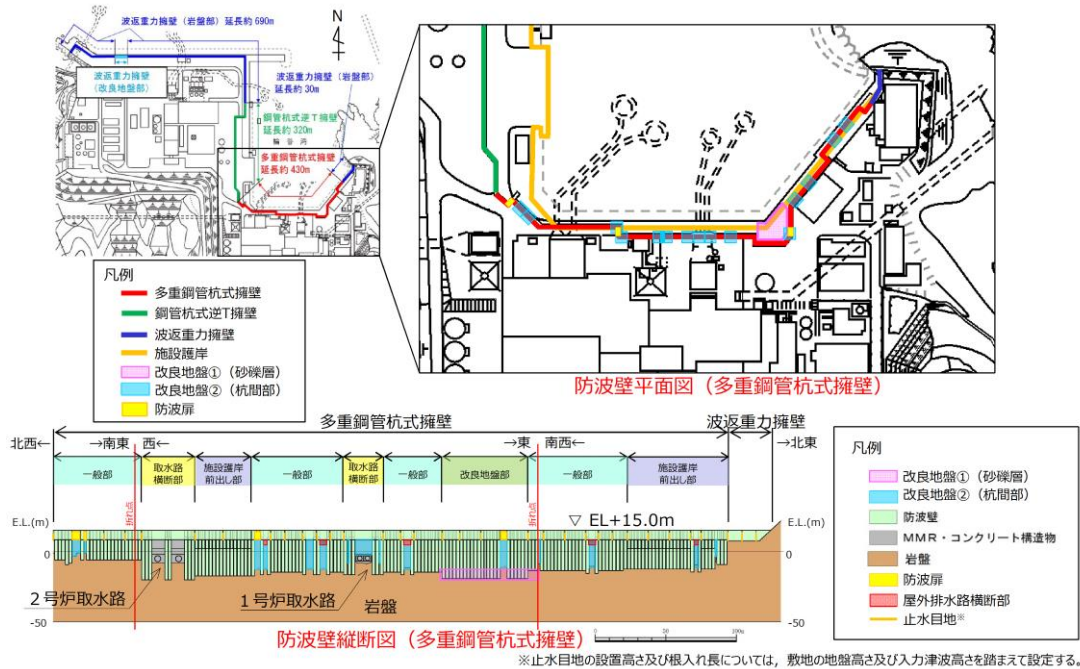 波返重力擁壁（岩盤部）延長約690m
N
波返重力擁壁
（改良地盤部）
波返重力擁壁（岩盤部）
延長約30m
鋼管杭式逆T擁壁
延長約320m
輪谷湾
多重鋼管杭式擁壁
延長約430m
凡例
多重鋼管杭式擁壁
鋼管杭式逆T擁壁
波返重力擁壁
施設護岸
改良地盤①（砂礫層）
改良地盤②（杭間部）
防波扉
防波壁平面図（多重鋼管杭式擁壁）
多重鋼管杭式擁壁
波返重力擁壁
北西←
→南東
西←
→東
南西←
→北東
一般部
取水路
横断部
施設護岸
前出し部
一般部
取水路
横断部
一般部
改良地盤部
一般部
施設護岸
前出し部
折れ点
折れ点
E.L.(m)
▽ EL+15.0m
E.L.(m)
0
0
２号炉取水路
１号炉取水路
岩盤
-50
-50
防波壁縦断図（多重鋼管杭式擁壁）
凡例
改良地盤①（砂礫層）
改良地盤②（杭間部）
防波壁
ＭＭＲ・コンクリート構造物
岩盤
防波扉
屋外排水路横断部
止水目地※
※止水目地の設置高さ及び根入れ長については，敷地の地盤高さ及び入力津波高さを踏まえて設定する。